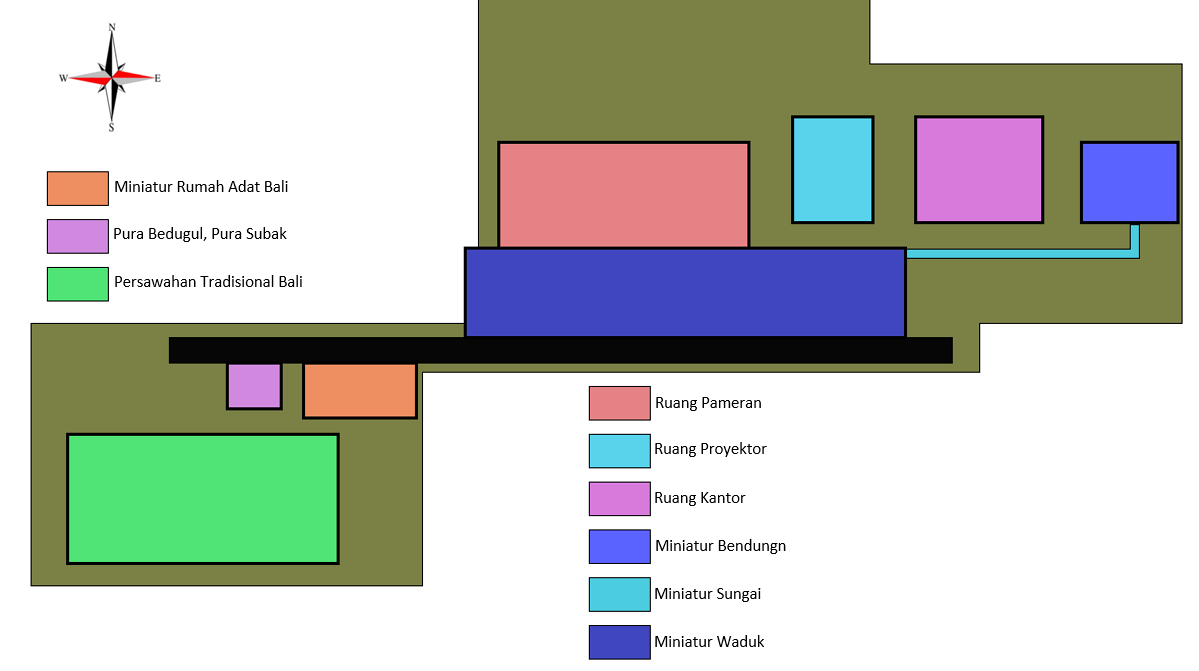 N
W E
S
Miniatur Rumah Adat Bali
Pura Bedugul, Pura Subak
Persawahan Tradisional Bali
Ruang Pameran
Ruang Proyektor
Ruang Kantor
Miniatur Bendungn
Miniatur Sungai
Miniatur Waduk